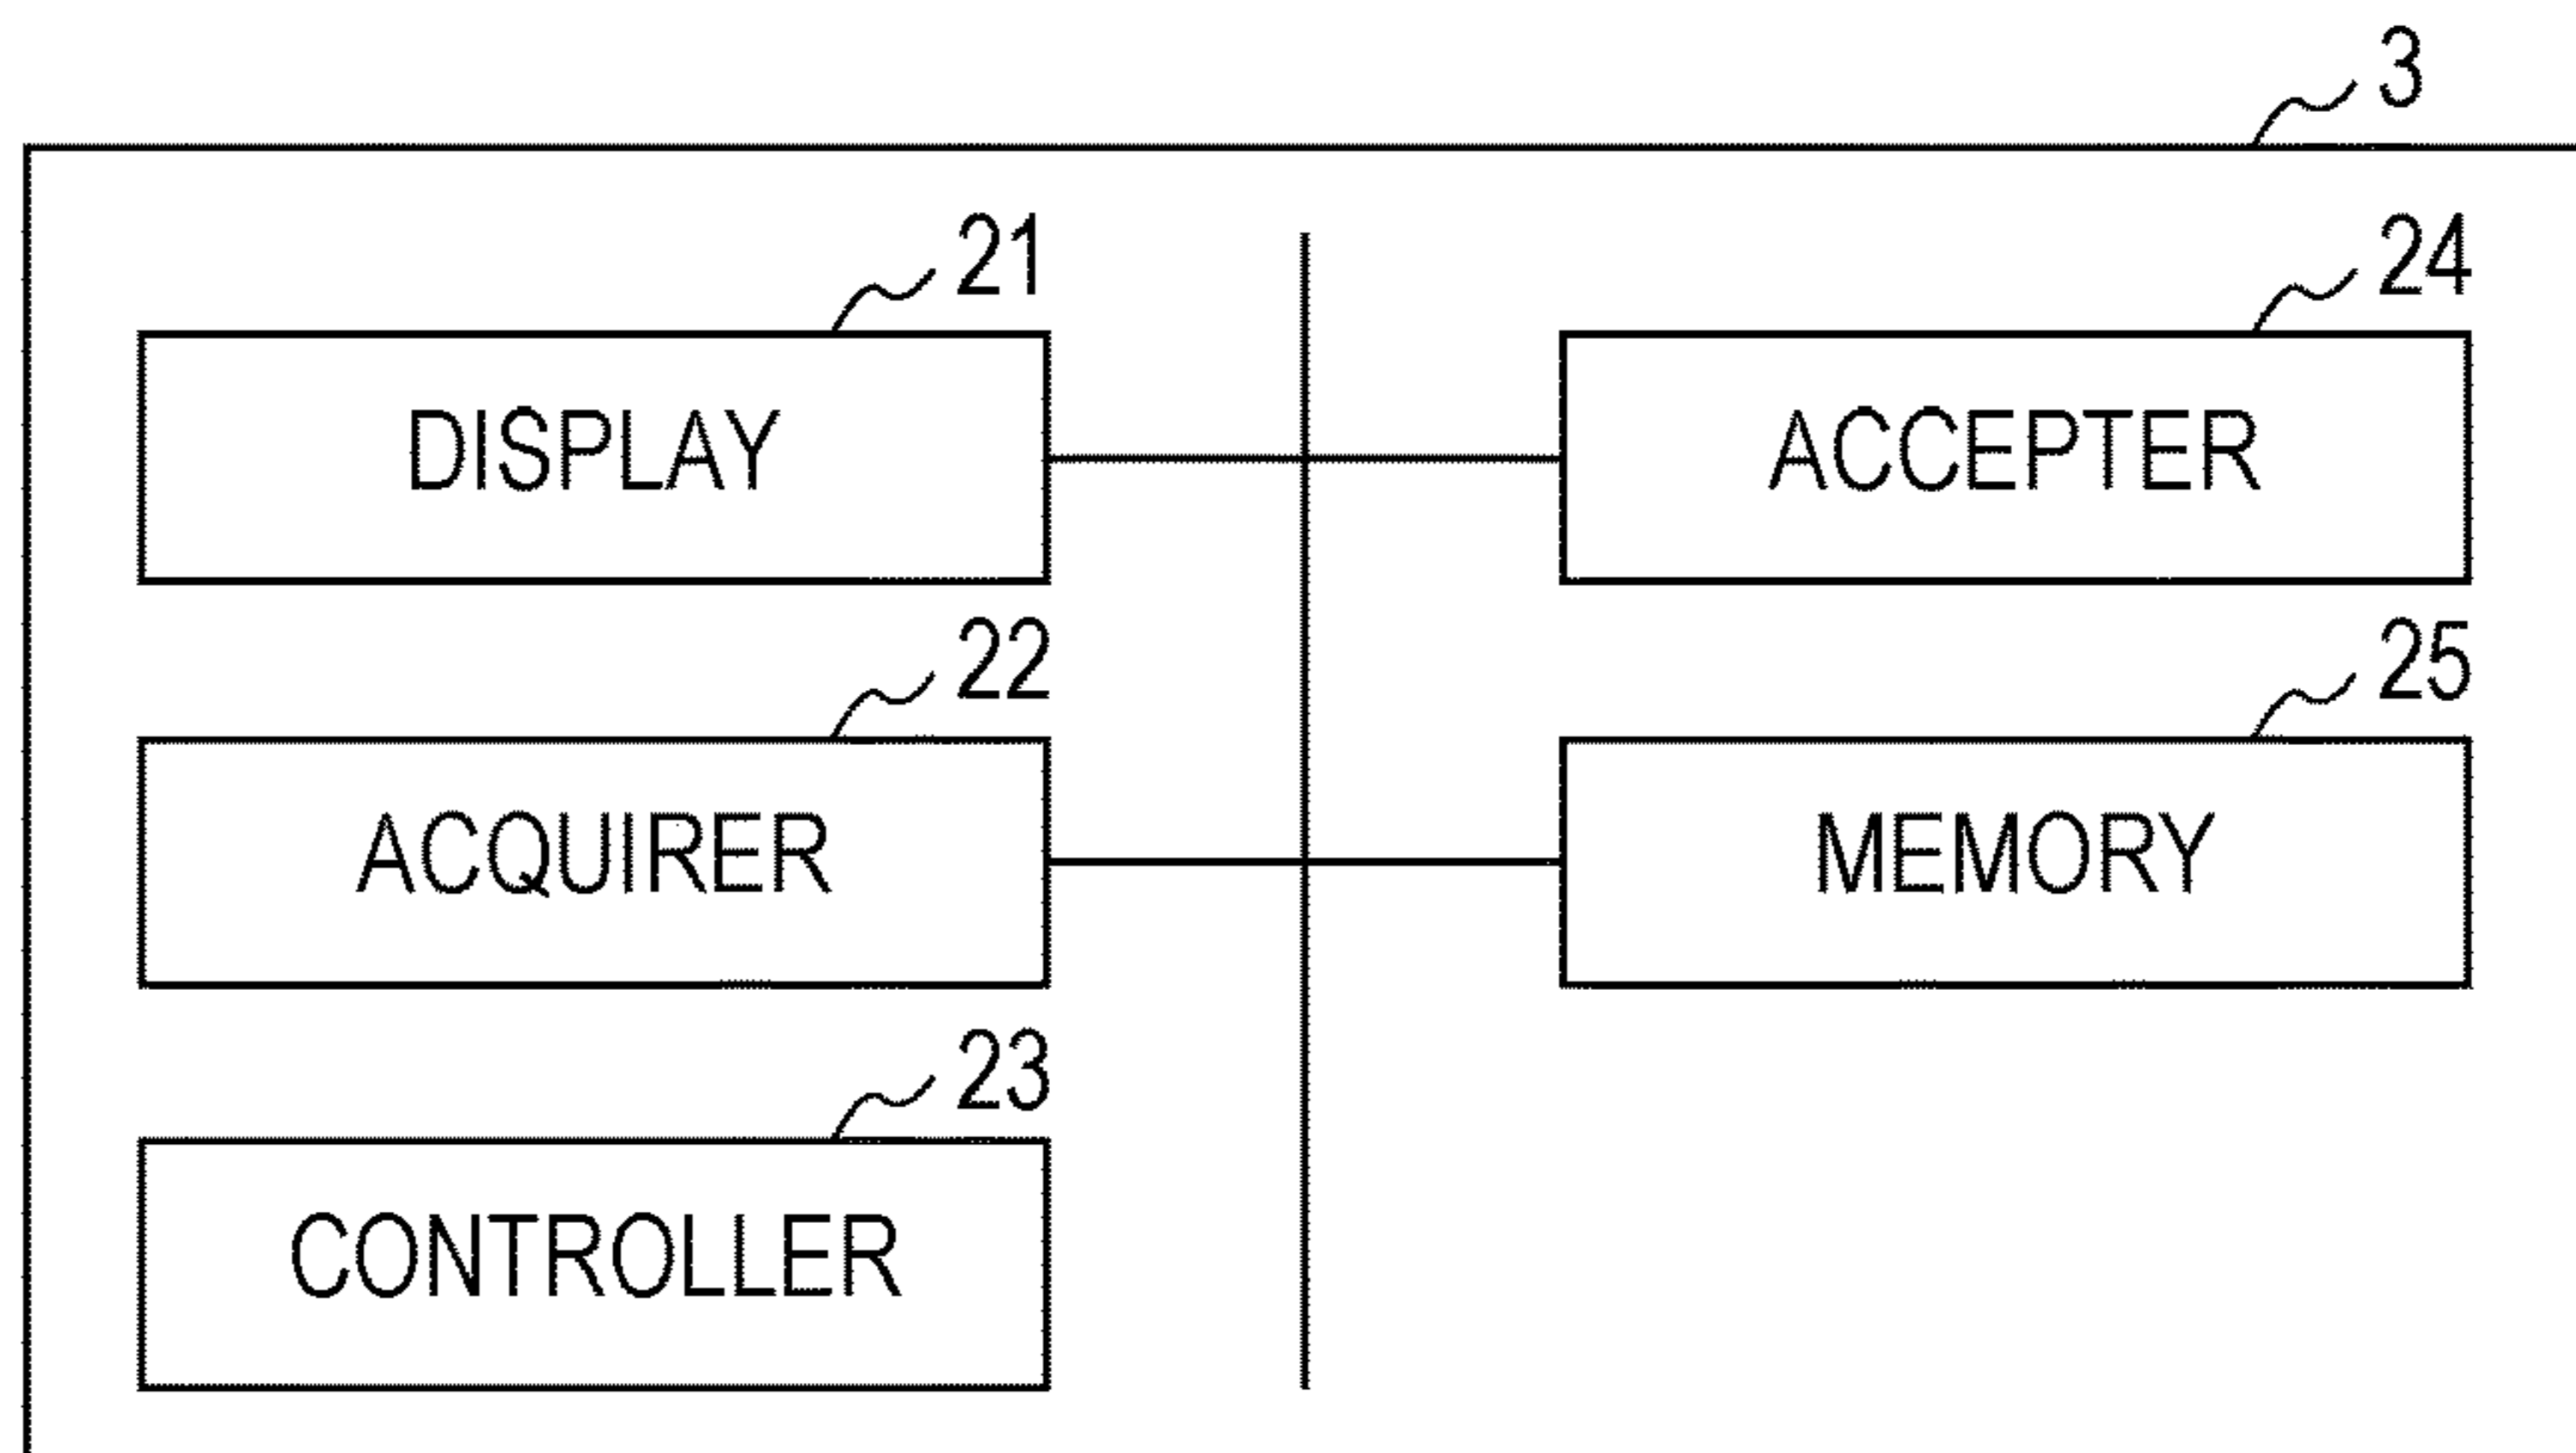 3
21
24
DISPLAY
ACCEPTER
22
25
ACQUIRER
MEMORY
23
CONTROLLER